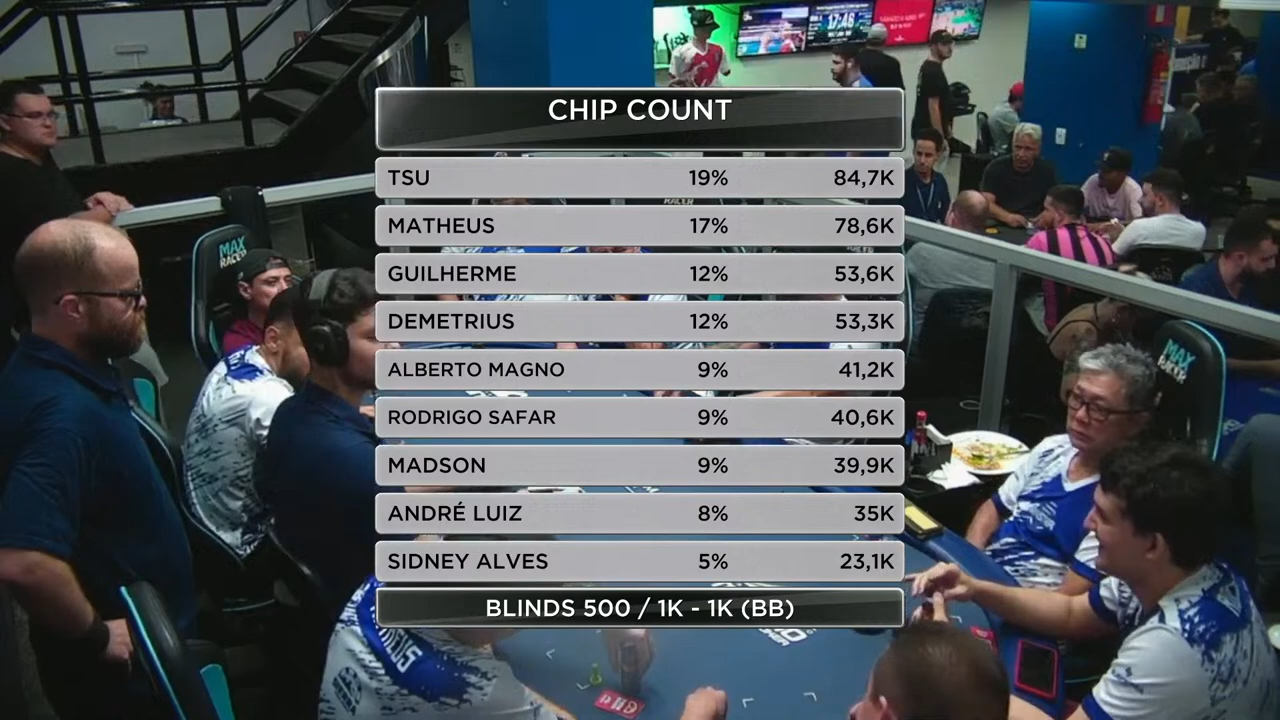 CHIP COUNT
TSU 19% 84,7K
MATHEUS 17% 78,6K
GUILHERME 12% 53,6K
DEMETRIUS 12% 53,3K
ALBERTO MAGNO 9% 41,2K
RODRIGO SAFAR 9% 40,6K
MADSON 9% 39,9K
ANDRÉ LUIZ 8% 35K
SIDNEY ALVES 5% 23,1K
BLINDS 500 / 1K - 1K (BB)
17:46
MAX
RACER
RACER
MAX
RACER